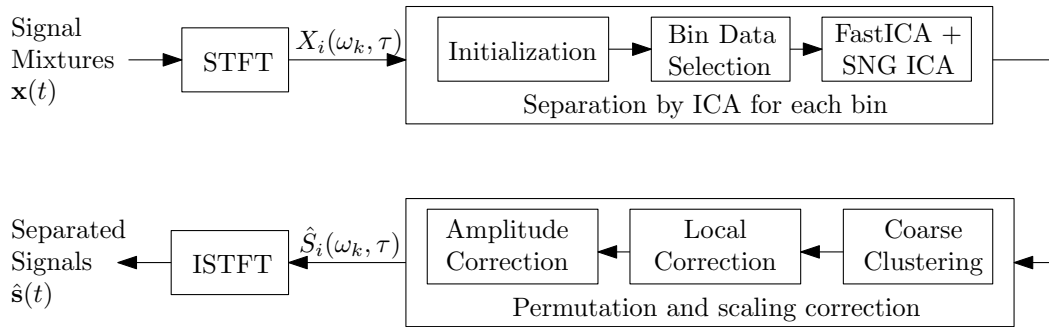 Signal
Mixtures
x(t)
STFT
X_i(ω_k, τ)
Initialization
Bin Data
Selection
FastICA +
SNG ICA
Separation by ICA for each bin
Separated
Signals
ŝ(t)
ISTFT
Ŝ_i(ω_k, τ)
Amplitude
Correction
Local
Correction
Coarse
Clustering
Permutation and scaling correction